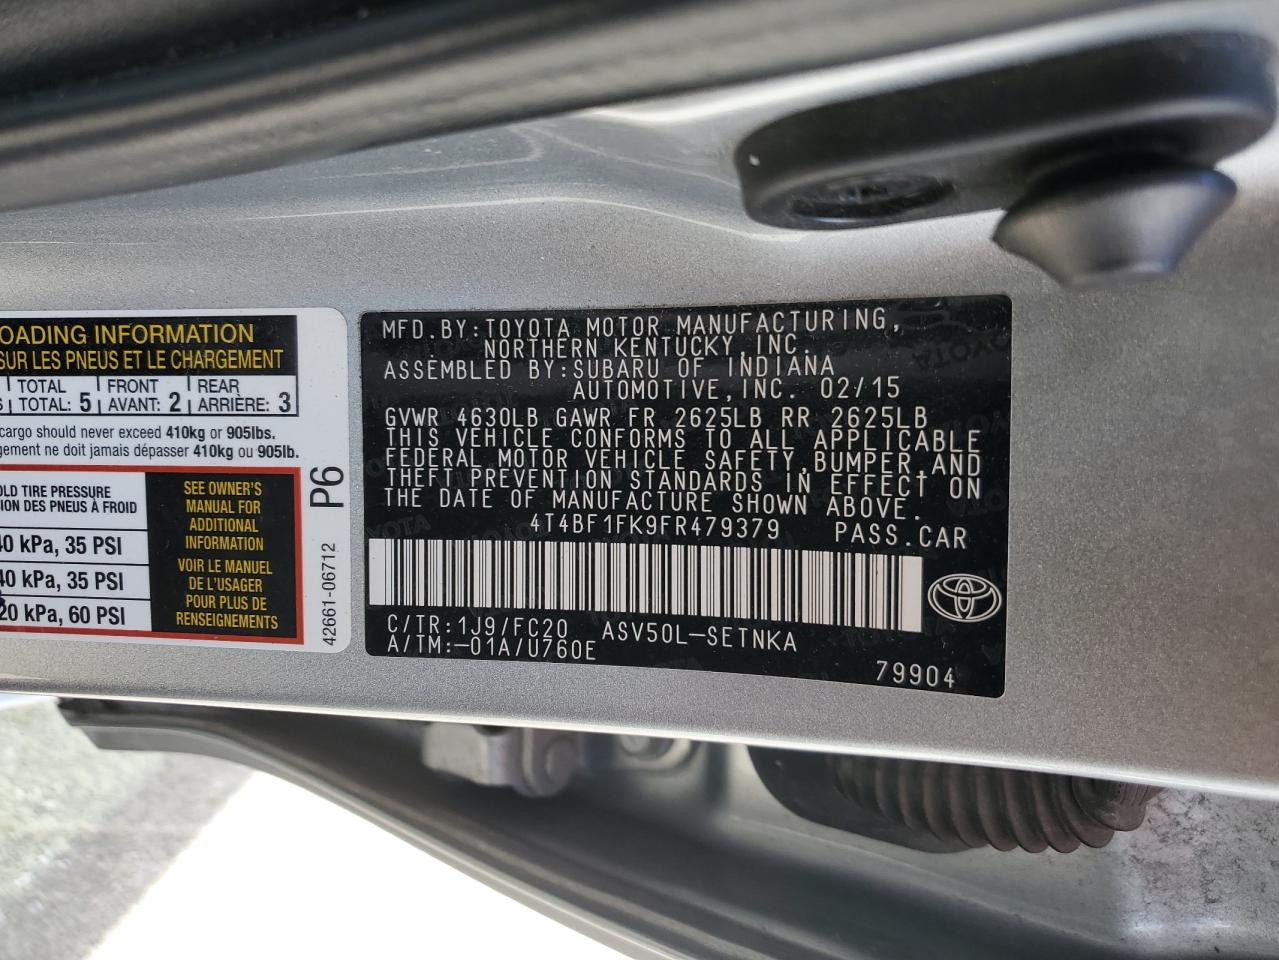 OADING INFORMATION
SUR LES PNEUS ET LE CHARGEMENT
TOTAL FRONT REAR
TOTAL: 5 AVANT: 2 ARRIÈRE: 3
cargo should never exceed 410kg or 905lbs.
gement ne doit jamais dépasser 410kg ou 905lb.
OLD TIRE PRESSURE
ION DES PNEUS À FROID
40 kPa, 35 PSI
40 kPa, 35 PSI
20 kPa, 60 PSI
SEE OWNER'S
MANUAL FOR
ADDITIONAL
INFORMATION
VOIR LE MANUEL
DE L'USAGER
POUR PLUS DE
RENSEIGNEMENTS
42661-06712 P6
MFD.BY:TOYOTA MOTOR MANUFACTURING,
NORTHERN KENTUCKY,INC.
ASSEMBLED BY:SUBARU OF INDIANA
AUTOMOTIVE,INC. 02/15
GVWR 4630LB GAWR FR 2625LB RR 2625LB
THIS VEHICLE CONFORMS TO ALL APPLICABLE
FEDERAL MOTOR VEHICLE SAFETY,BUMPER,AND
THEFT PREVENTION STANDARDS IN EFFECT ON
THE DATE OF MANUFACTURE SHOWN ABOVE.
4T4BF1FK9FR479379 PASS.CAR
C/TR:1J9/FC20 ASV50L-SETNKA
A/TM:-01A/U760E
79904